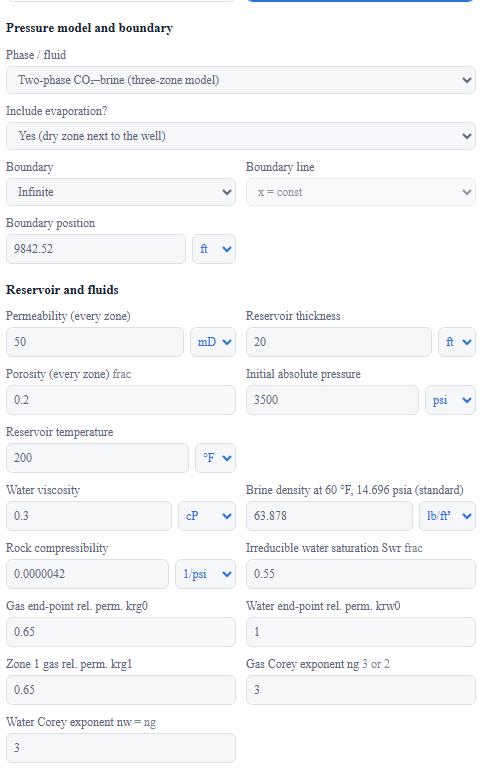 Pressure model and boundary
Phase / fluid
Two-phase CO₂–brine (three-zone model)
Include evaporation?
Yes (dry zone next to the well)
Boundary Boundary line
Infinite x = const
Boundary position
9842.52 ft
Reservoir and fluids
Permeability (every zone) Reservoir thickness
50 mD 20 ft
Porosity (every zone) frac Initial absolute pressure
0.2 3500 psi
Reservoir temperature
200 °F
Water viscosity Brine density at 60 °F, 14.696 psia (standard)
0.3 cP 63.878 lb/ft³
Rock compressibility Irreducible water saturation Swr frac
0.0000042 1/psi 0.55
Gas end-point rel. perm. krg0 Water end-point rel. perm. krw0
0.65 1
Zone 1 gas rel. perm. krg1 Gas Corey exponent ng 3 or 2
0.65 3
Water Corey exponent nw = ng
3